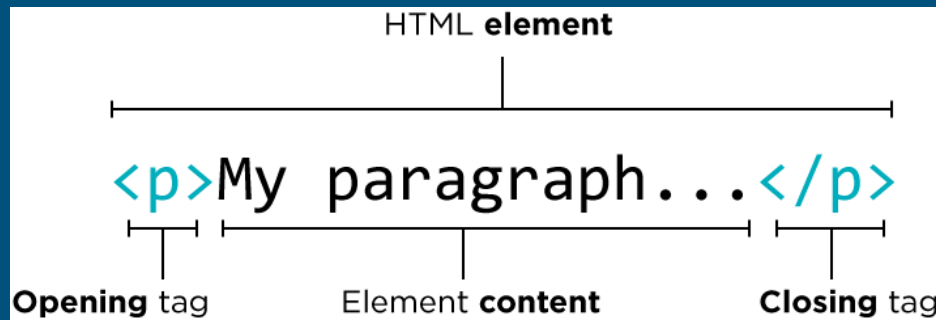 HTML element
<p>My paragraph...</p>
Opening tag Element content Closing tag